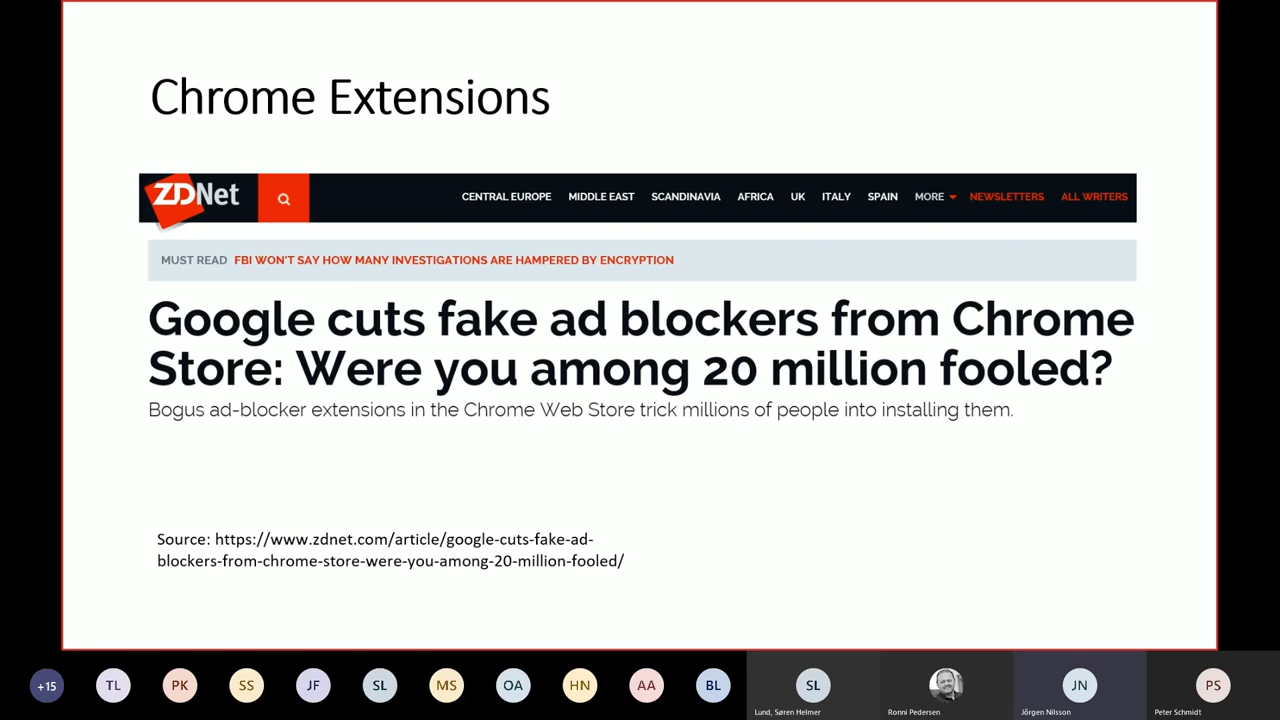 Chrome Extensions
ZDNet
CENTRAL EUROPE MIDDLE EAST SCANDINAVIA AFRICA UK ITALY SPAIN MORE NEWSLETTERS ALL WRITERS
MUST READ FBI WON'T SAY HOW MANY INVESTIGATIONS ARE HAMPERED BY ENCRYPTION
Google cuts fake ad blockers from Chrome
Store: Were you among 20 million fooled?
Bogus ad-blocker extensions in the Chrome Web Store trick millions of people into installing them.
Source: https://www.zdnet.com/article/google-cuts-fake-ad-
blockers-from-chrome-store-were-you-among-20-million-fooled/
+15 TL PK SS JF SL MS OA HN AA BL SL JN PS
Lund, Søren Helmer Ronni Pedersen Jörgen Nilsson Peter Schmidt